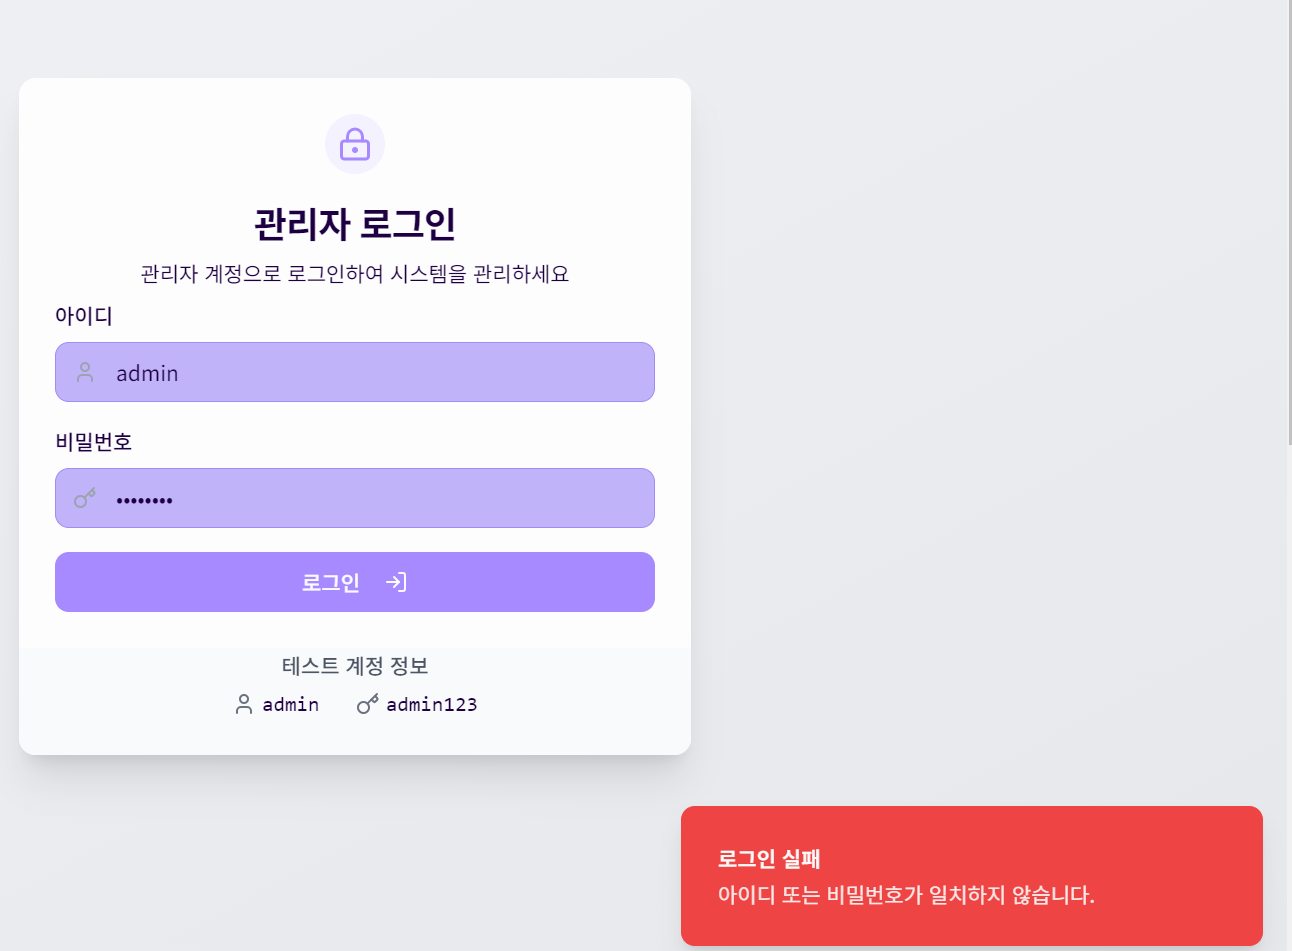 관리자 로그인
관리자 계정으로 로그인하여 시스템을 관리하세요
아이디
admin
비밀번호
••••••••
로그인
테스트 계정 정보
admin admin123
로그인 실패
아이디 또는 비밀번호가 일치하지 않습니다.